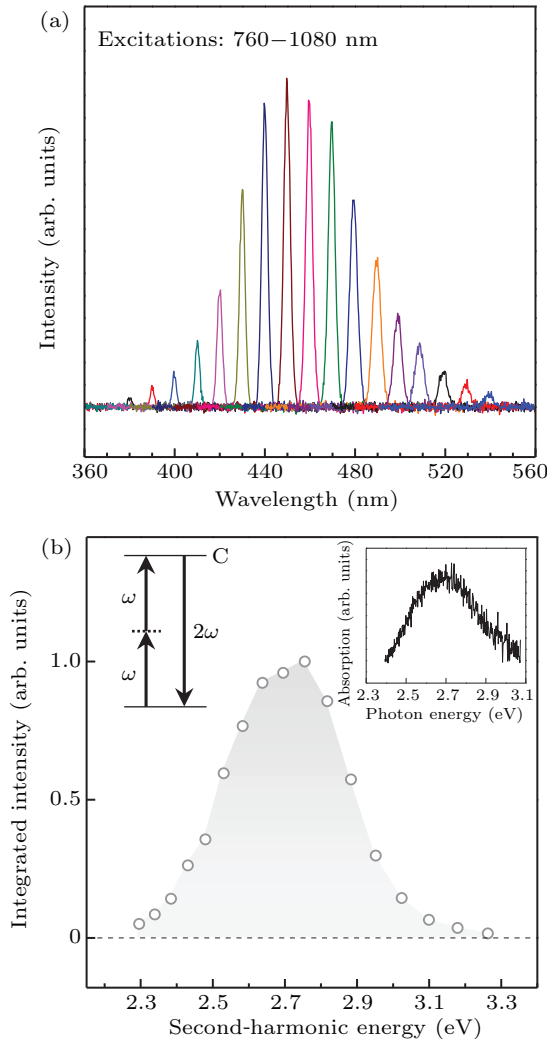 (a)
Excitations: 760−1080 nm
Intensity (arb. units)
360 400 440 480 520 560
Wavelength (nm)
(b)
C
ω
2ω
ω
Absorption (arb. units)
2.3 2.5 2.7 2.9 3.1
Photon energy (eV)
Integrated intensity (arb. units)
1.0
0.5
0
2.3 2.5 2.7 2.9 3.1 3.3
Second-harmonic energy (eV)